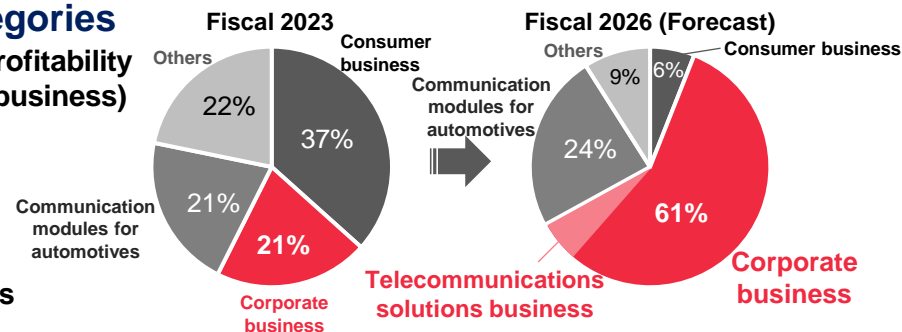 egories
rofitability
business)
s
Fiscal 2023
Others
Consumer
business
22%
37%
21%
21%
Communication
modules for
automotives
Corporate
business
Fiscal 2026 (Forecast)
Others
Consumer business
Communication
modules for
automotives
9%
6%
24%
61%
Telecommunications
solutions business
Corporate
business